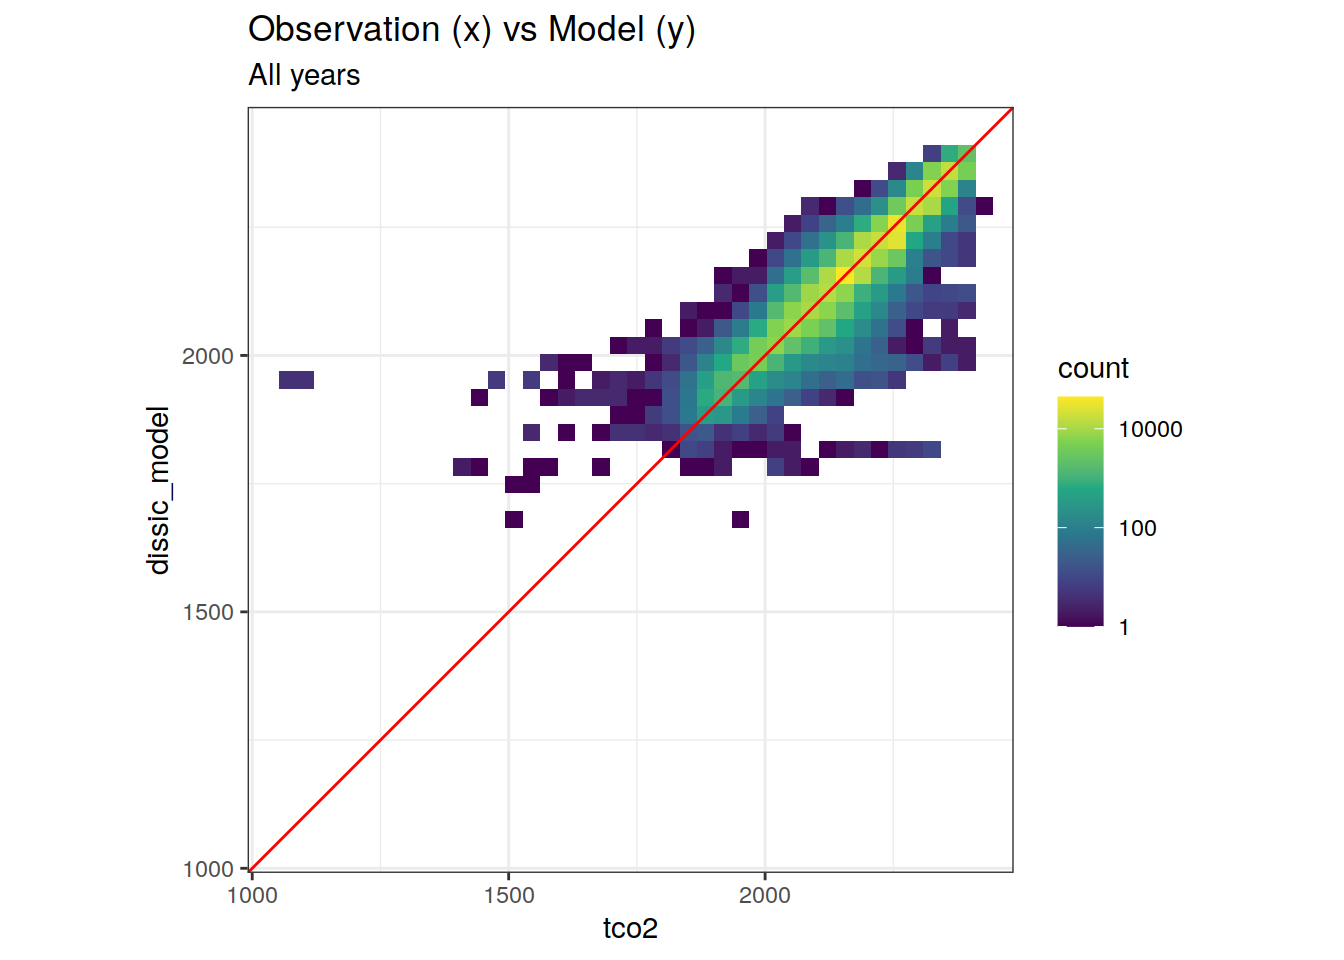 Observation (x) vs Model (y)
All years
dissic_model
2000
1500
1000
1000
1500
2000
tco2
count
10000
100
1